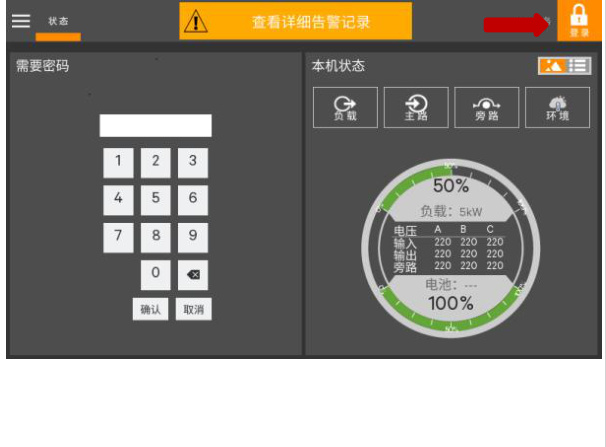 状态
查看详细告警记录
登录
需要密码
本机状态
负载 主路 旁路 环境
1 2 3
4 5 6
7 8 9
0
确认 取消
50%
50%
负载: 5kW
电压 A B C
输入 220 220 220
输出 220 220 220
旁路 220 220 220
电池: ---
100%
50%